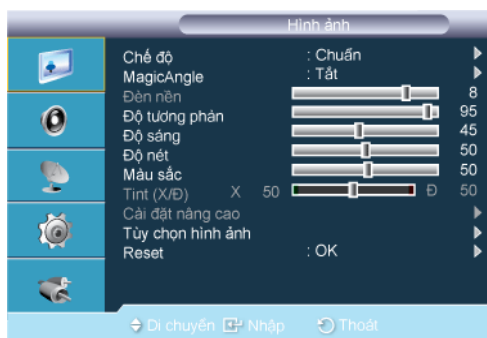 Hình ảnh
Chế độ : Chuẩn
MagicAngle : Tắt
Đèn nền 8
Độ tương phản 95
Độ sáng 45
Độ nét 50
Màu sắc 50
Tint (X/Đ) X 50 Đ 50
Cài đặt nâng cao
Tùy chọn hình ảnh
Reset : OK
Di chuyển Nhập Thoát